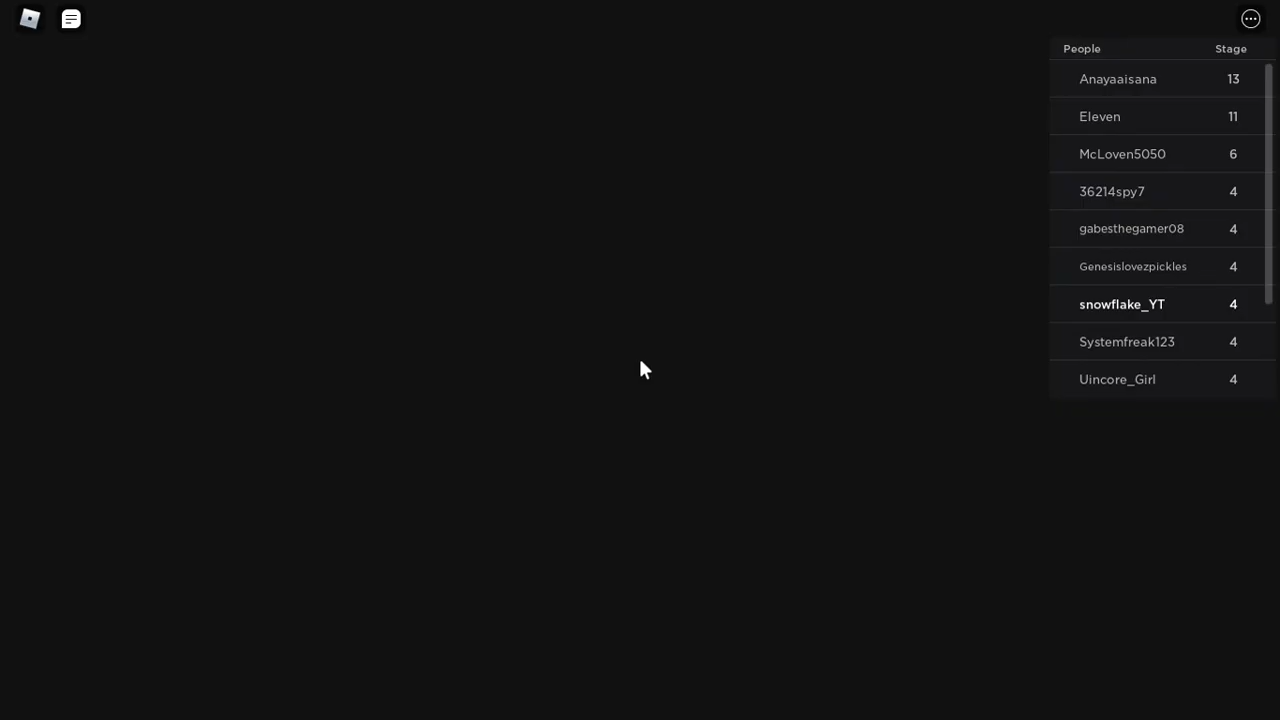 People Stage
Anayaaisana 13
Eleven 11
McLoven5050 6
36214spy7 4
gabesthegamer08 4
Genesislovezpickles 4
snowflake_YT 4
Systemfreak123 4
Uincore_Girl 4